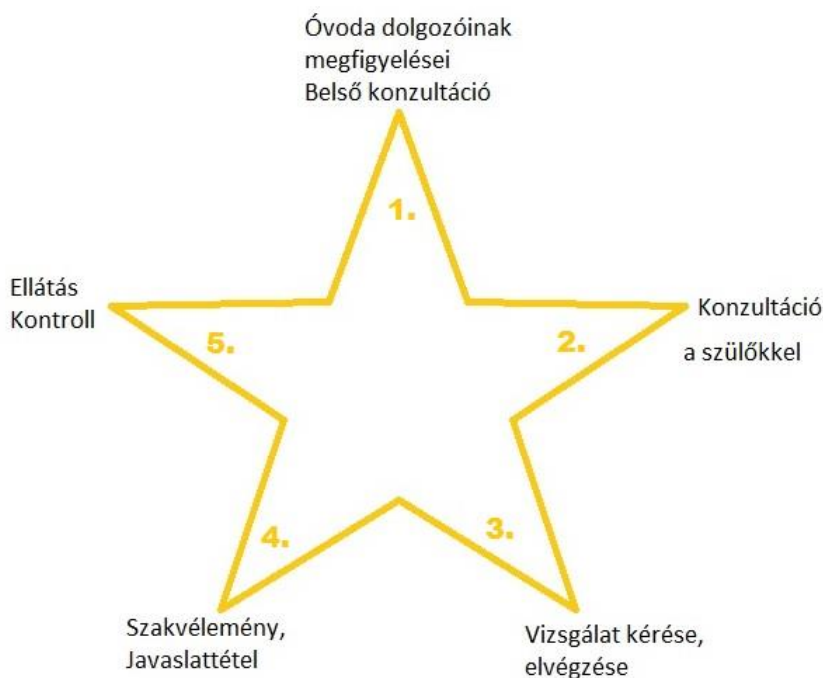 Óvoda dolgozóinak
megfigyelései
Belső konzultáció
1.
Konzultáció
a szülőkkel
2.
3.
Vizsgálat kérése,
elvégzése
4.
Szakvélemény,
Javaslattétel
5.
Ellátás
Kontroll